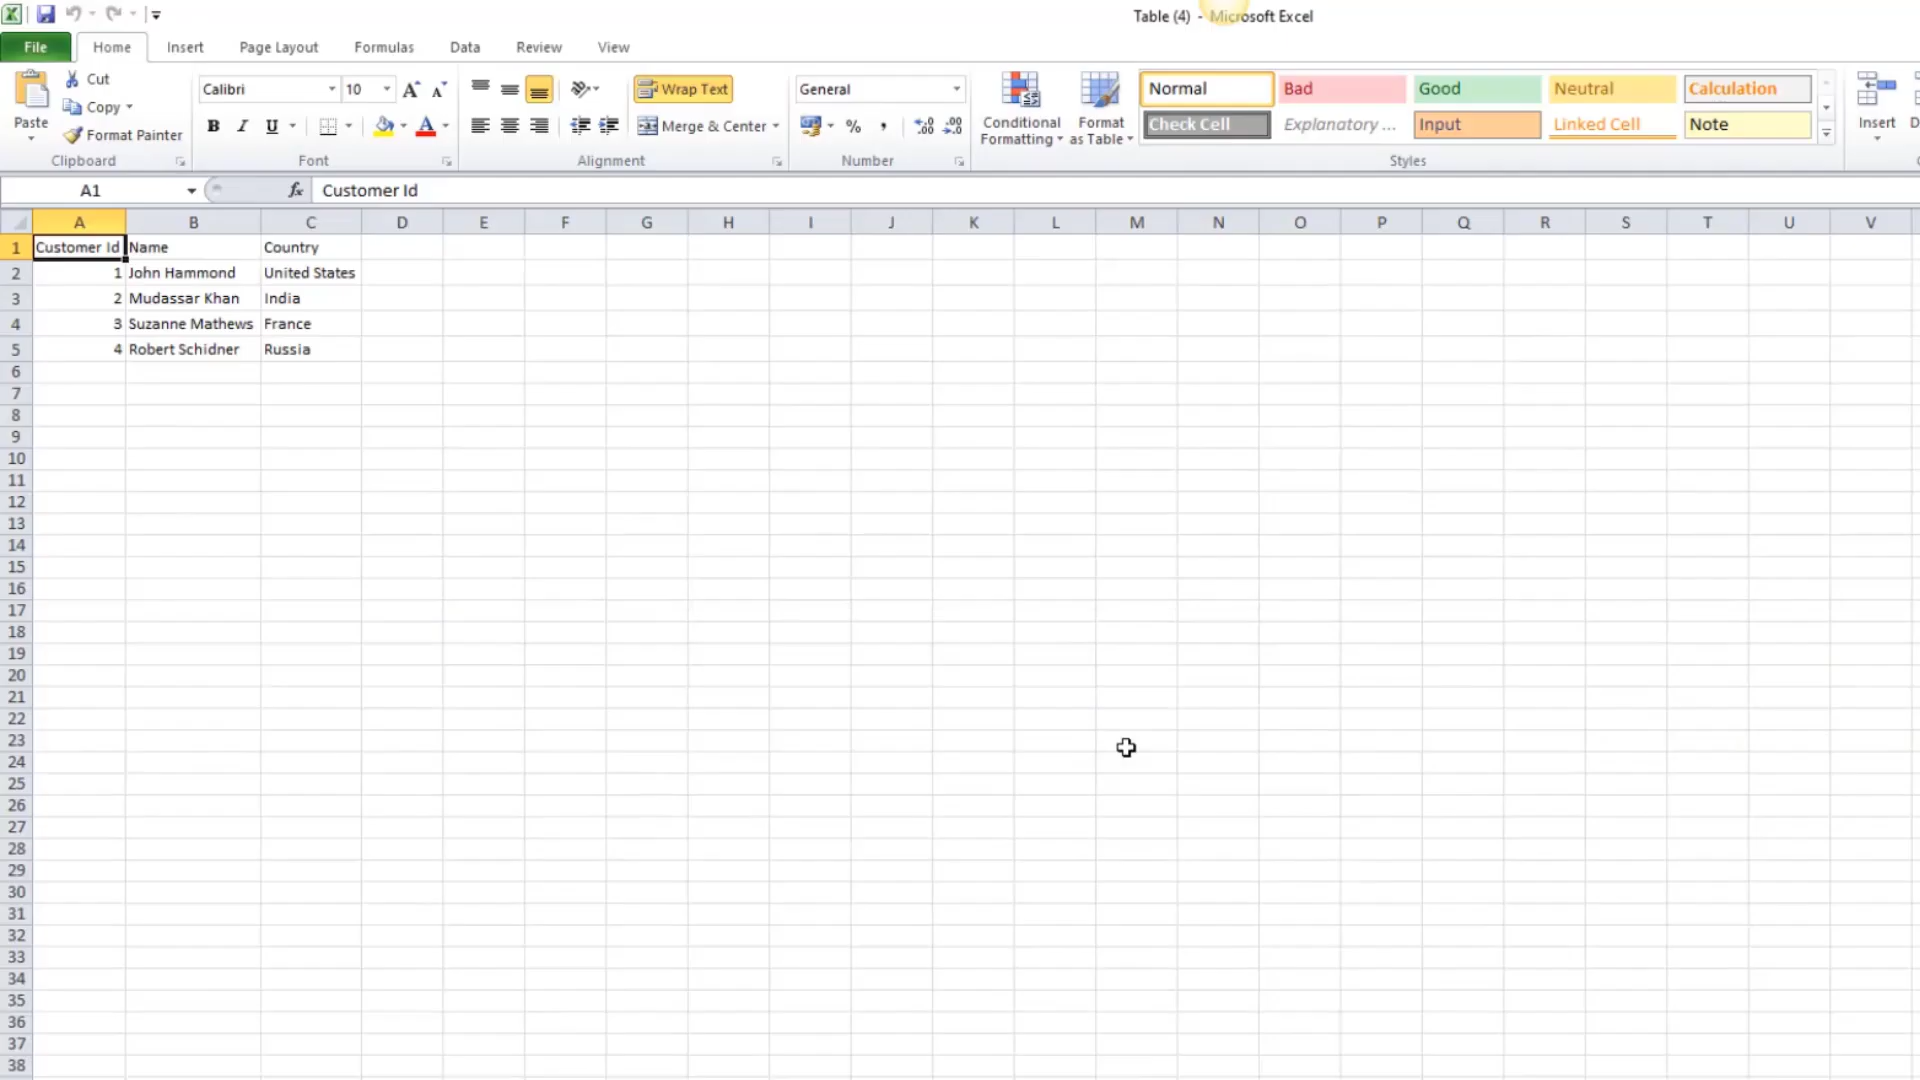 Table (4) - Microsoft Excel
File Home Insert Page Layout Formulas Data Review View
Paste
Cut
Copy
Format Painter
Clipboard
Calibri 10
B I U A
Font
Wrap Text
Merge & Center
Alignment
General
% ,
Number
Conditional Formatting
Format as Table
Normal Bad Good Neutral Calculation
Check Cell Explanatory ... Input Linked Cell Note
Styles
Insert
A1 fx Customer Id
A B C D E F G H I J K L M N O P Q R S T U V
1 Customer Id Name Country
2 1 John Hammond United States
3 2 Mudassar Khan India
4 3 Suzanne Mathews France
5 4 Robert Schidner Russia
6
7
8
9
10
11
12
13
14
15
16
17
18
19
20
21
22
23
24
25
26
27
28
29
30
31
32
33
34
35
36
37
38